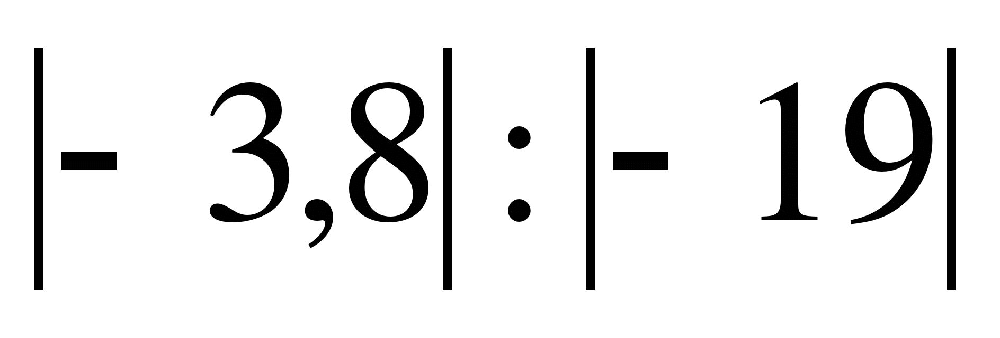 |- 3,8| : |- 19|